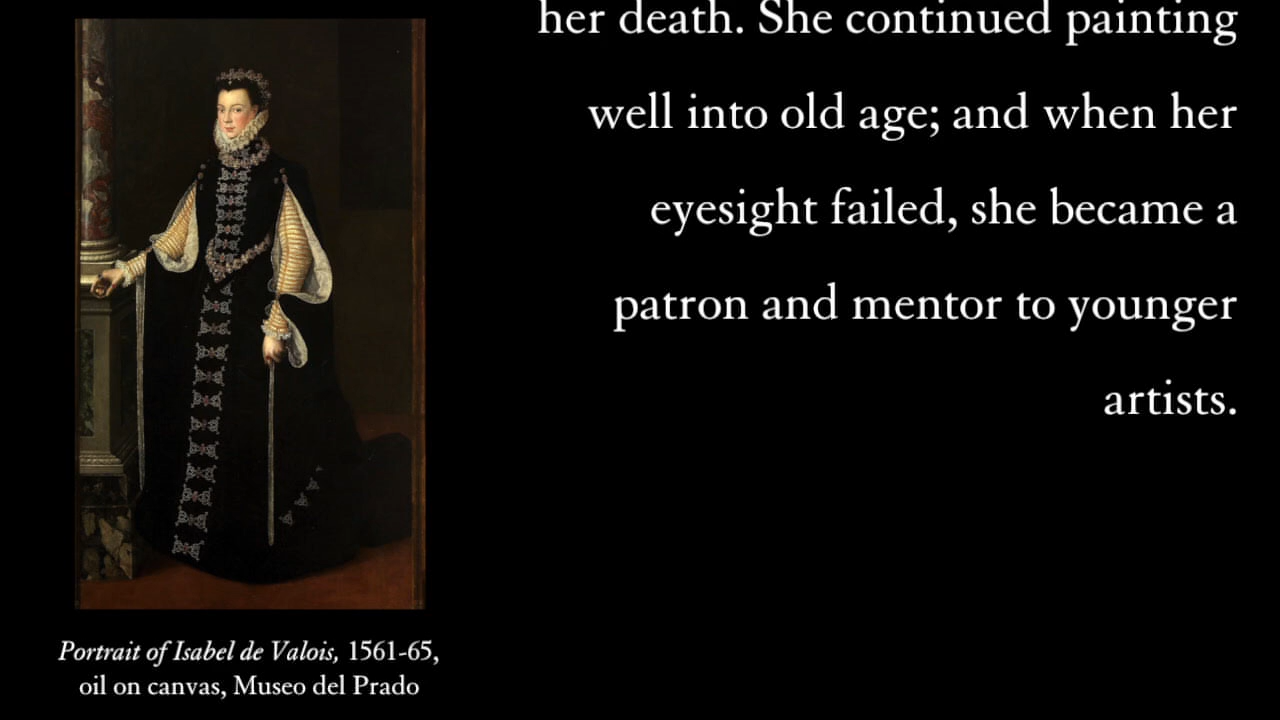 her death. She continued painting
well into old age; and when her
eyesight failed, she became a
patron and mentor to younger
artists.
Portrait of Isabel de Valois, 1561-65,
oil on canvas, Museo del Prado